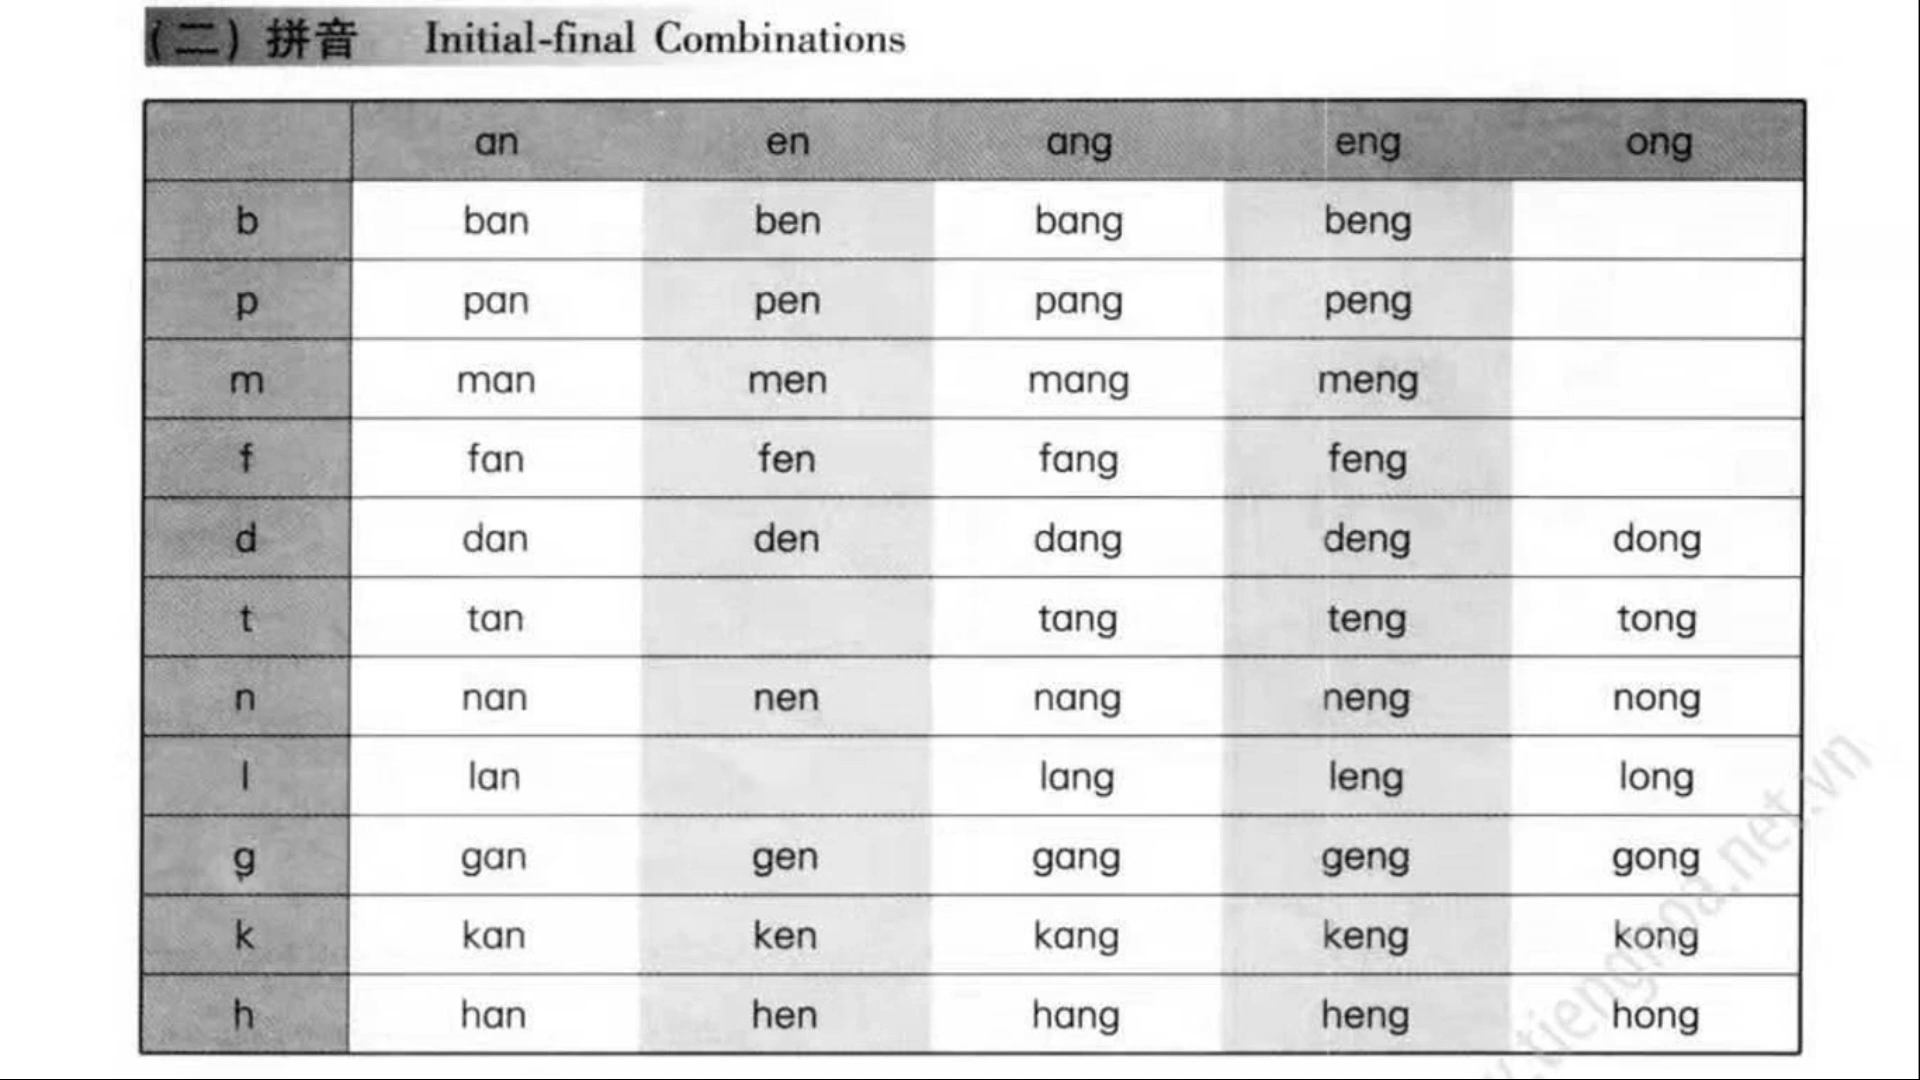 (二) 拼音 Initial-final Combinations
an en ang eng ong
b ban ben bang beng
p pan pen pang peng
m man men mang meng
f fan fen fang feng
d dan den dang deng dong
t tan tang teng tong
n nan nen nang neng nong
l lan lang leng long
g gan gen gang geng gong
k kan ken kang keng kong
h han hen hang heng hong
.tienghoa.net.vn